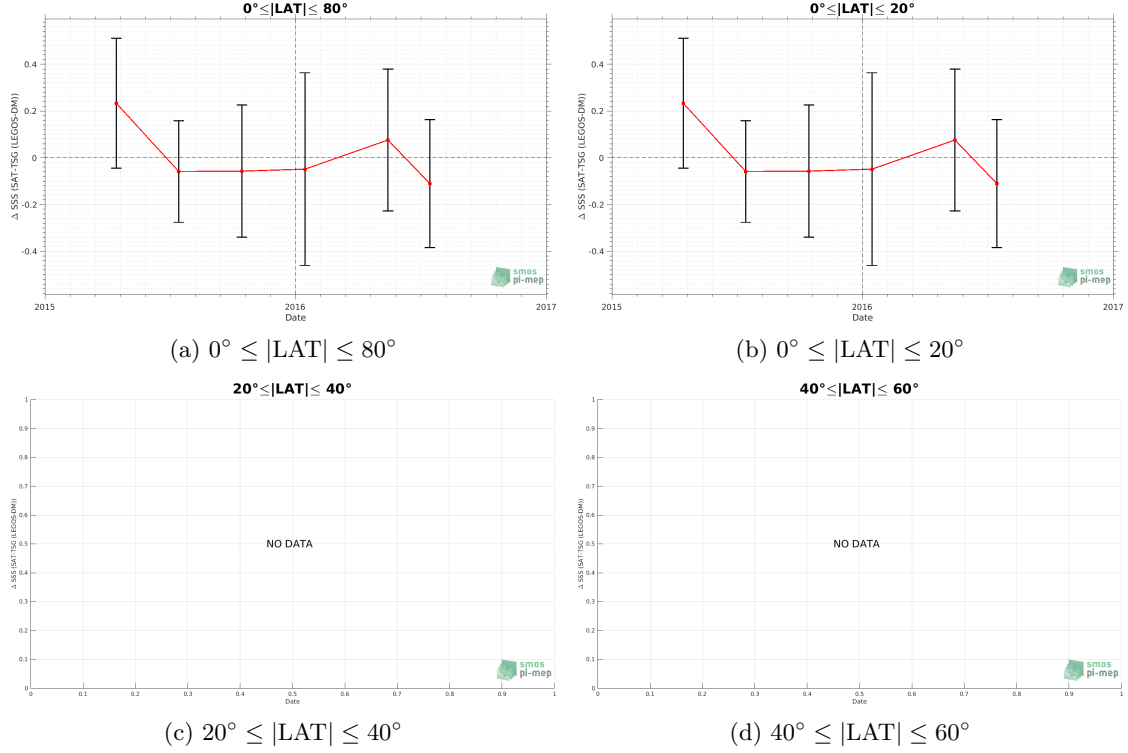 0°≤|LAT|≤ 80°
0.4
0.2
0
-0.2
-0.4
Δ SSS (SAT-TSG (LEGOS-DM))
2015
2016
2017
Date
smos
pi-mep
(a) 0° ≤ |LAT| ≤ 80°
0°≤|LAT|≤ 20°
0.4
0.2
0
-0.2
-0.4
Δ SSS (SAT-TSG (LEGOS-DM))
2015
2016
2017
Date
smos
pi-mep
(b) 0° ≤ |LAT| ≤ 20°
20°≤|LAT|≤ 40°
1
0.9
0.8
0.7
0.6
0.5
0.4
0.3
0.2
0.1
0
Δ SSS (SAT-TSG (LEGOS-DM))
NO DATA
0 0.1 0.2 0.3 0.4 0.5 0.6 0.7 0.8 0.9 1
Date
smos
pi-mep
(c) 20° ≤ |LAT| ≤ 40°
40°≤|LAT|≤ 60°
1
0.9
0.8
0.7
0.6
0.5
0.4
0.3
0.2
0.1
0
Δ SSS (SAT-TSG (LEGOS-DM))
NO DATA
0 0.1 0.2 0.3 0.4 0.5 0.6 0.7 0.8 0.9 1
Date
smos
pi-mep
(d) 40° ≤ |LAT| ≤ 60°